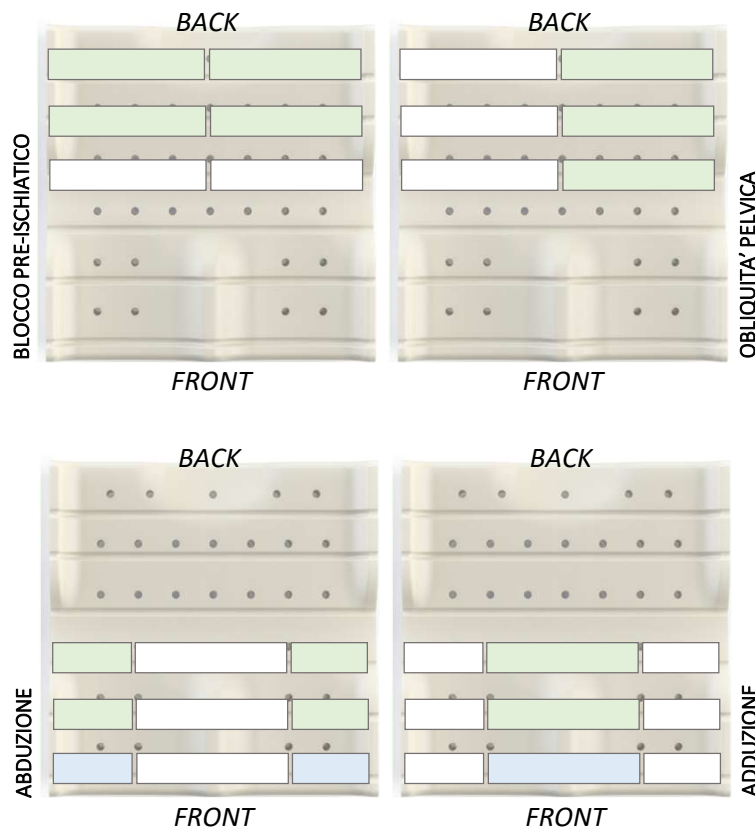 BACK
BACK
BLOCCO PRE-ISCHIATICO
OBLIQUITA' PELVICA
FRONT
FRONT
BACK
BACK
ABDUZIONE
ADDUZIONE
FRONT
FRONT